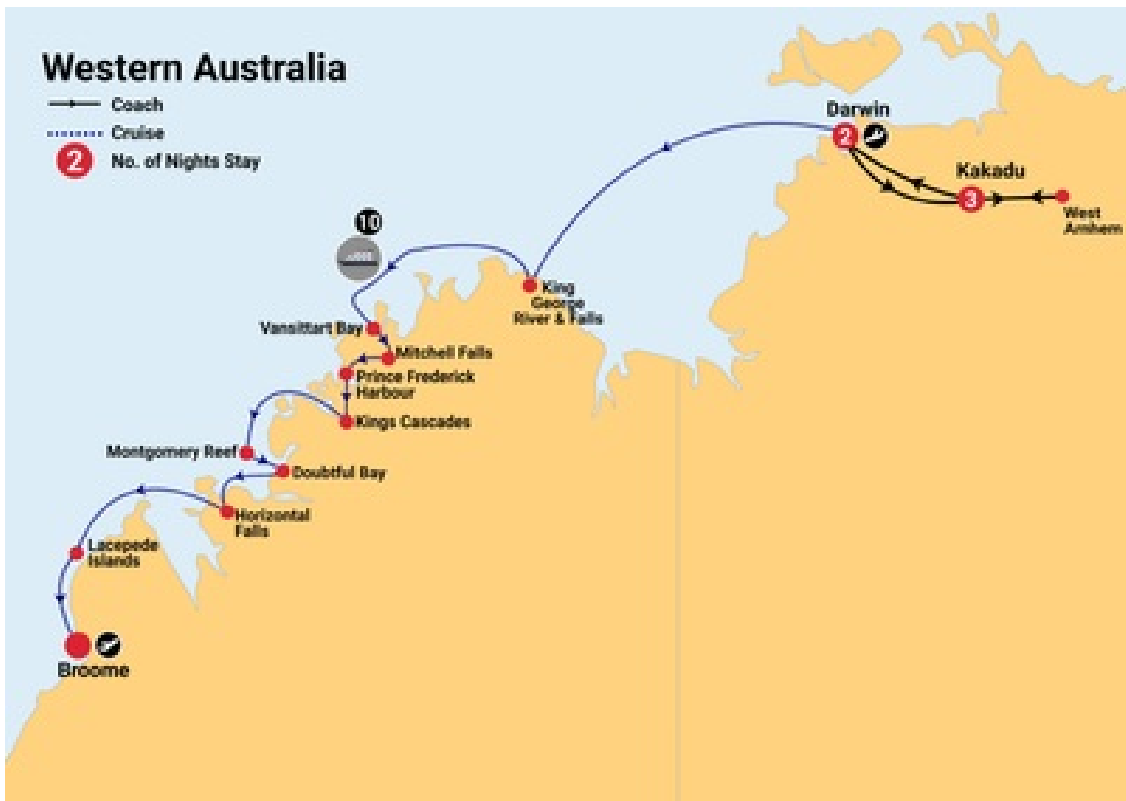 Western Australia
Coach
Cruise
2
No. of Nights Stay
Darwin
2
Kakadu
3
West
Arnhem
10
King
George
River & Falls
Vansittart Bay
Mitchell Falls
Prince Frederick
Harbour
Kings Cascades
Montgomery Reef
Doubtful Bay
Horizontal
Falls
Lacepede
Islands
Broome